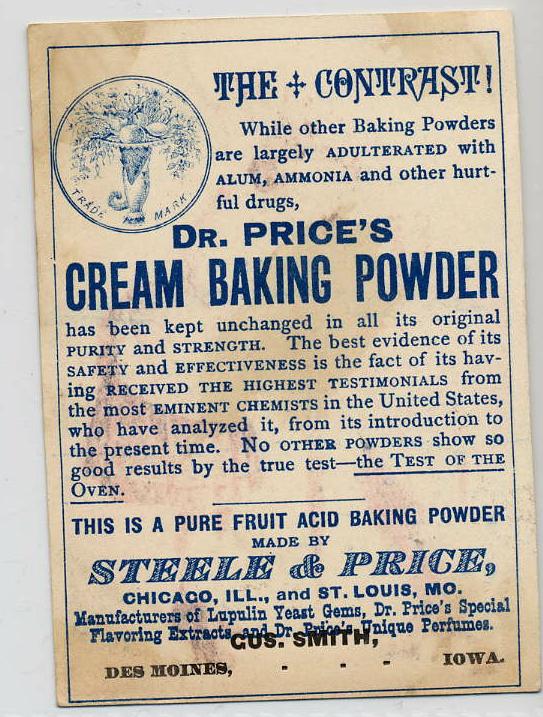 THE + CONTRAST!
While other Baking Powders
are largely ADULTERATED with
ALUM, AMMONIA and other hurt-
ful drugs,
TRADE MARK
DR. PRICE'S
CREAM BAKING POWDER
has been kept unchanged in all its original
PURITY and STRENGTH. The best evidence of its
SAFETY and EFFECTIVENESS is the fact of its hav-
ing RECEIVED THE HIGHEST TESTIMONIALS from
the most EMINENT CHEMISTS in the United States,
who have analyzed it, from its introduction to
the present time. NO OTHER POWDERS show so
good results by the true test—the TEST OF THE
OVEN.
THIS IS A PURE FRUIT ACID BAKING POWDER
MADE BY
STEELE & PRICE,
CHICAGO, ILL., and ST. LOUIS, MO.
Manufacturers of Lupulin Yeast Gems, Dr. Price's Special
Flavoring Extracts and Dr. Price's Unique Perfumes.
GUS. SMITH,
DES MOINES, - - - IOWA.